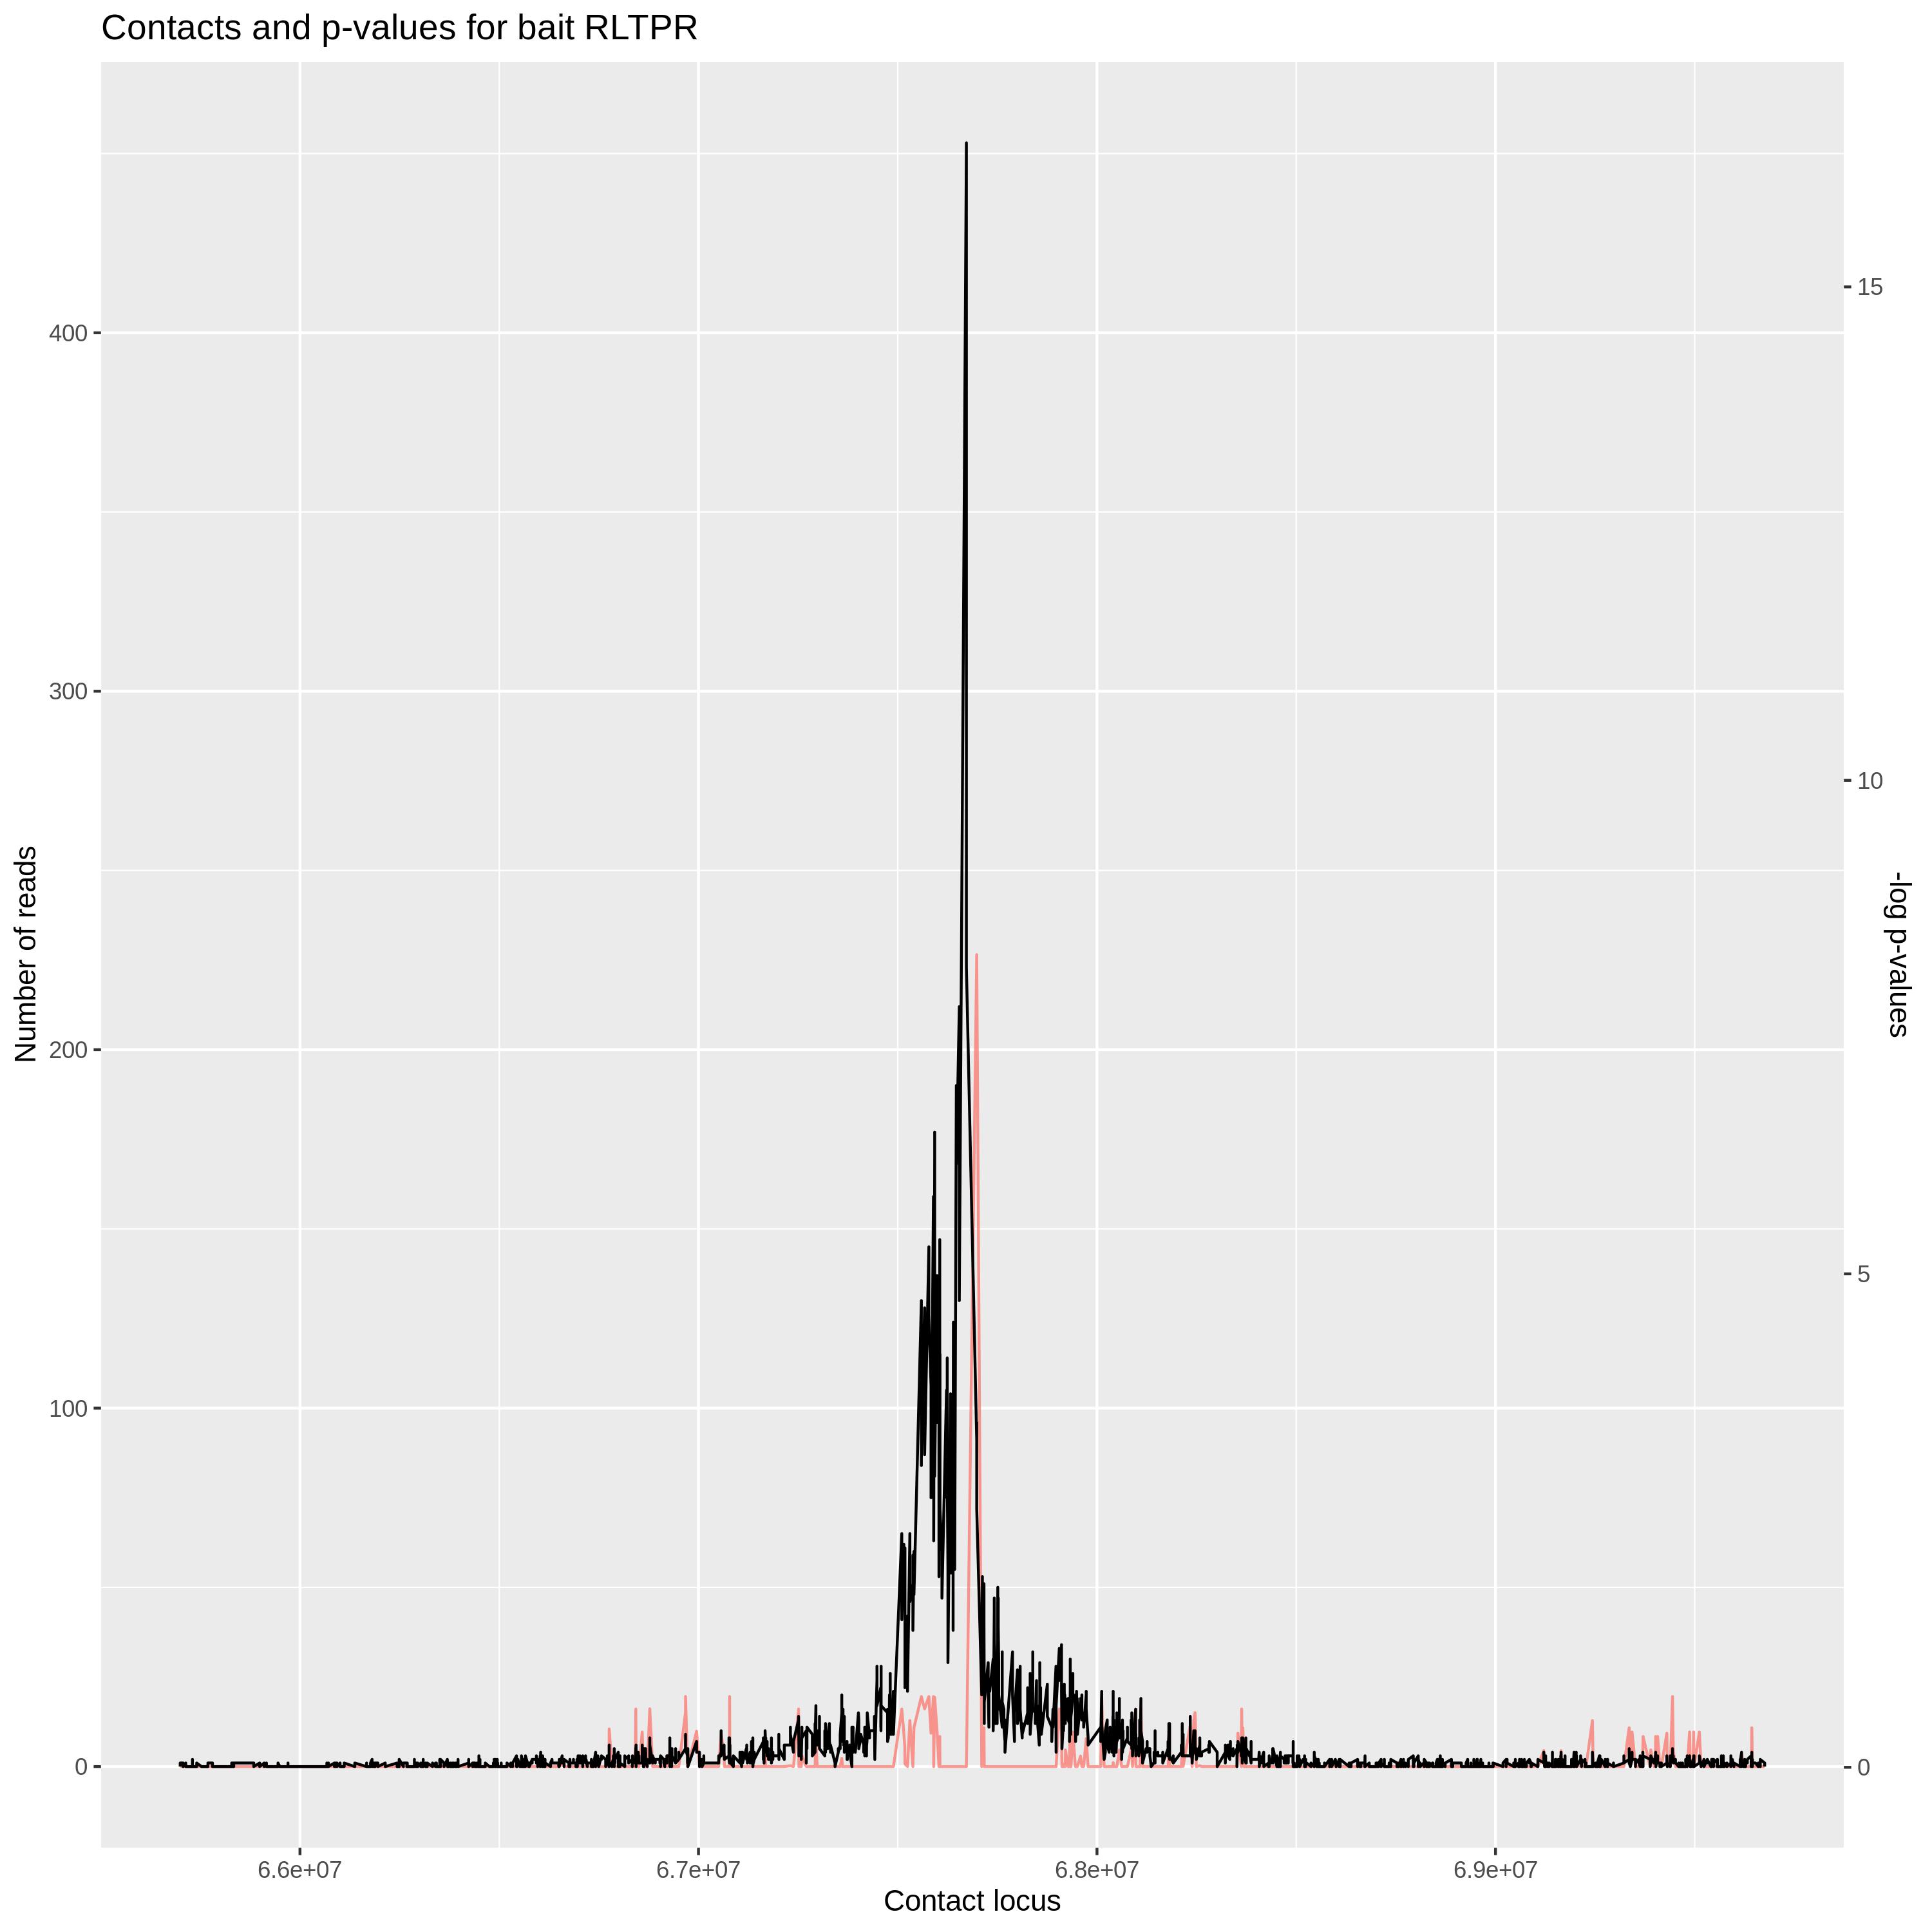 Contacts and p-values for bait RLTPR
400
300
200
100
0
Number of reads
15
10
5
0
-log p-values
6.6e+07
6.7e+07
6.8e+07
6.9e+07
Contact locus